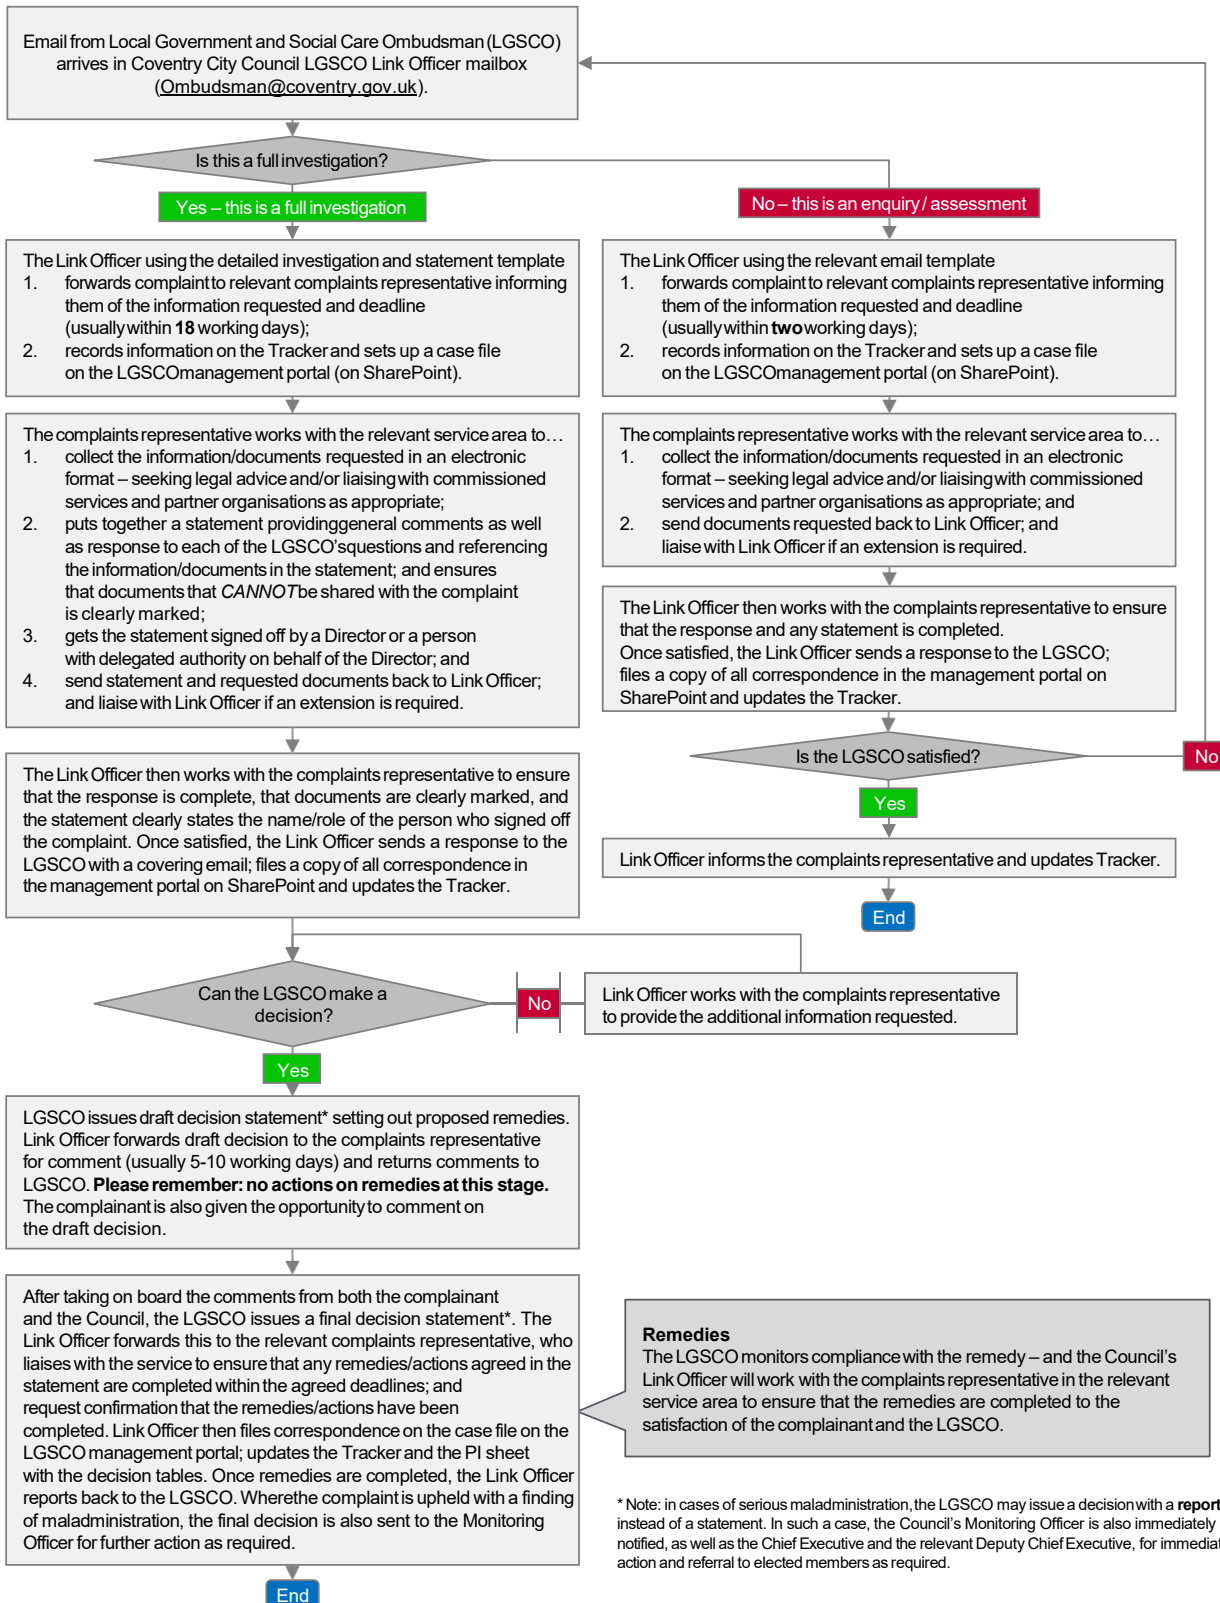 Email from Local Government and Social Care Ombudsman (LGSCO)
arrives in Coventry City Council LGSCO Link Officer mailbox
(Ombudsman@coventry.gov.uk).
Is this a full investigation?
Yes – this is a full investigation
No – this is an enquiry / assessment
The Link Officer using the detailed investigation and statement template
1. forwards complaint to relevant complaints representative informing
them of the information requested and deadline
(usually within 18 working days);
2. records information on the Tracker and sets up a case file
on the LGSCO management portal (on SharePoint).
The Link Officer using the relevant email template
1. forwards complaint to relevant complaints representative informing
them of the information requested and deadline
(usually within two working days);
2. records information on the Tracker and sets up a case file
on the LGSCO management portal (on SharePoint).
The complaints representative works with the relevant service area to…
1. collect the information/documents requested in an electronic
format – seeking legal advice and/or liaising with commissioned
services and partner organisations as appropriate;
2. puts together a statement providing general comments as well
as response to each of the LGSCO's questions and referencing
the information/documents in the statement; and ensures
that documents that CANNOT be shared with the complaint
is clearly marked;
3. gets the statement signed off by a Director or a person
with delegated authority on behalf of the Director; and
4. send statement and requested documents back to Link Officer;
and liaise with Link Officer if an extension is required.
The complaints representative works with the relevant service area to…
1. collect the information/documents requested in an electronic
format – seeking legal advice and/or liaising with commissioned
services and partner organisations as appropriate; and
2. send documents requested back to Link Officer; and
liaise with Link Officer if an extension is required.
The Link Officer then works with the complaints representative to ensure
that the response and any statement is completed.
Once satisfied, the Link Officer sends a response to the LGSCO;
files a copy of all correspondence in the management portal on
SharePoint and updates the Tracker.
Is the LGSCO satisfied?
No
Yes
Link Officer informs the complaints representative and updates Tracker.
End
The Link Officer then works with the complaints representative to ensure
that the response is complete, that documents are clearly marked, and
the statement clearly states the name/role of the person who signed off
the complaint. Once satisfied, the Link Officer sends a response to the
LGSCO with a covering email; files a copy of all correspondence in
the management portal on SharePoint and updates the Tracker.
Can the LGSCO make a
decision?
No
Link Officer works with the complaints representative
to provide the additional information requested.
Yes
LGSCO issues draft decision statement* setting out proposed remedies.
Link Officer forwards draft decision to the complaints representative
for comment (usually 5-10 working days) and returns comments to
LGSCO. Please remember: no actions on remedies at this stage.
The complainant is also given the opportunity to comment on
the draft decision.
After taking on board the comments from both the complainant
and the Council, the LGSCO issues a final decision statement*. The
Link Officer forwards this to the relevant complaints representative, who
liaises with the service to ensure that any remedies/actions agreed in the
statement are completed within the agreed deadlines; and
request confirmation that the remedies/actions have been
completed. Link Officer then files correspondence on the case file on the
LGSCO management portal; updates the Tracker and the PI sheet
with the decision tables. Once remedies are completed, the Link Officer
reports back to the LGSCO. Where the complaint is upheld with a finding
of maladministration, the final decision is also sent to the Monitoring
Officer for further action as required.
End
Remedies
The LGSCO monitors compliance with the remedy – and the Council's
Link Officer will work with the complaints representative in the relevant
service area to ensure that the remedies are completed to the
satisfaction of the complainant and the LGSCO.
* Note: in cases of serious maladministration, the LGSCO may issue a decision with a report
instead of a statement. In such a case, the Council's Monitoring Officer is also immediately
notified, as well as the Chief Executive and the relevant Deputy Chief Executive, for immediat
action and referral to elected members as required.